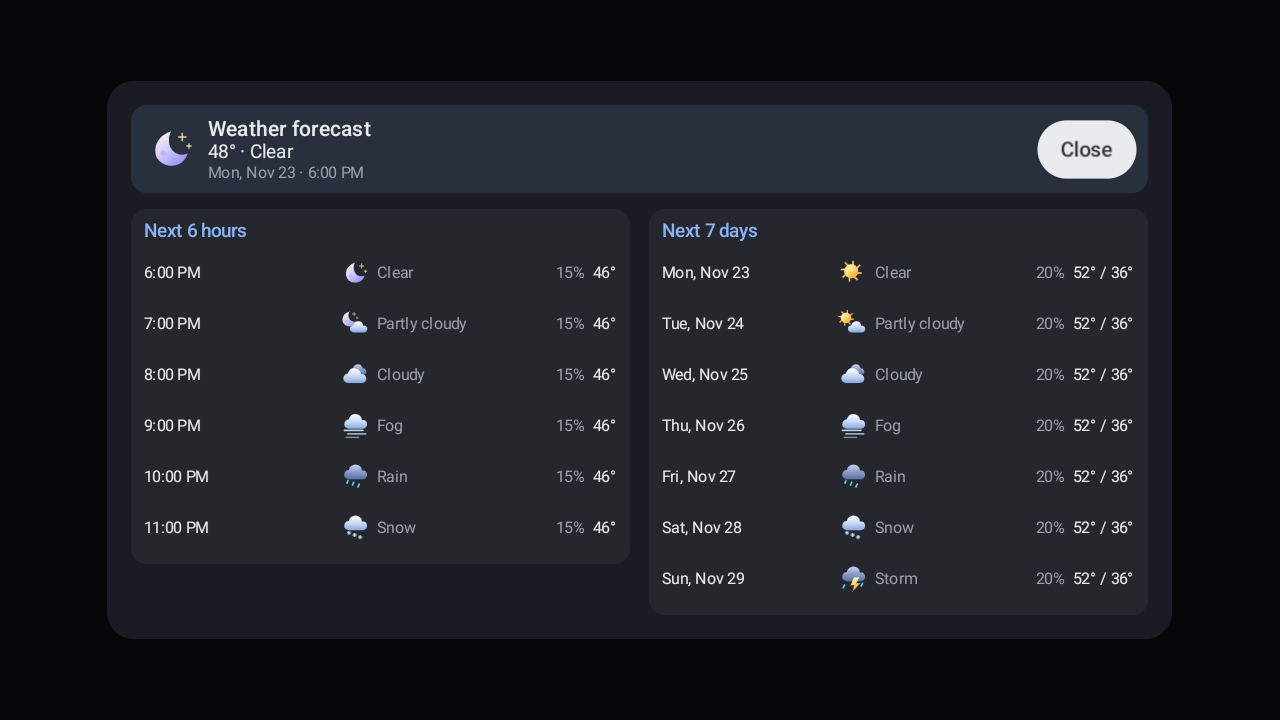 Weather forecast
48° · Clear
Mon, Nov 23 · 6:00 PM
Close
Next 6 hours
6:00 PM Clear 15% 46°
7:00 PM Partly cloudy 15% 46°
8:00 PM Cloudy 15% 46°
9:00 PM Fog 15% 46°
10:00 PM Rain 15% 46°
11:00 PM Snow 15% 46°
Next 7 days
Mon, Nov 23 Clear 20% 52° / 36°
Tue, Nov 24 Partly cloudy 20% 52° / 36°
Wed, Nov 25 Cloudy 20% 52° / 36°
Thu, Nov 26 Fog 20% 52° / 36°
Fri, Nov 27 Rain 20% 52° / 36°
Sat, Nov 28 Snow 20% 52° / 36°
Sun, Nov 29 Storm 20% 52° / 36°